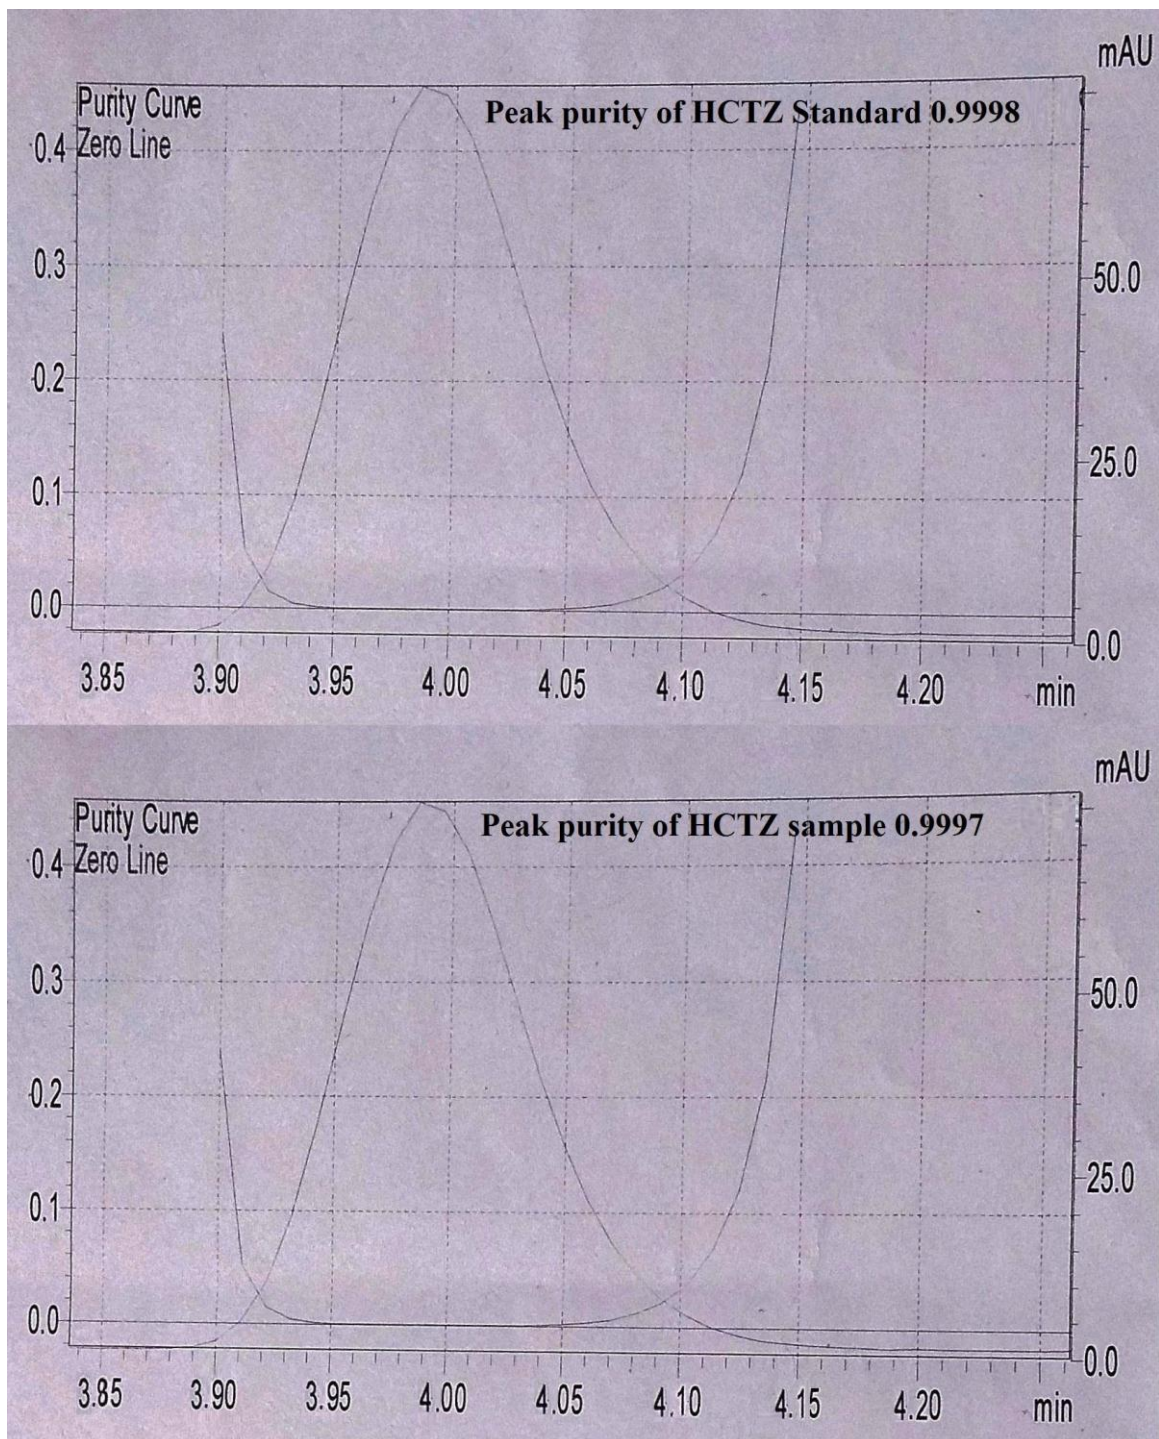 mAU
Purity Curve
Peak purity of HCTZ Standard 0.9998
Zero Line
0.4
0.3
50.0
0.2
25.0
0.1
0.0
0.0
3.85 3.90 3.95 4.00 4.05 4.10 4.15 4.20 min
mAU
Purity Curve
Peak purity of HCTZ sample 0.9997
Zero Line
0.4
0.3
50.0
0.2
25.0
0.1
0.0
0.0
3.85 3.90 3.95 4.00 4.05 4.10 4.15 4.20 min